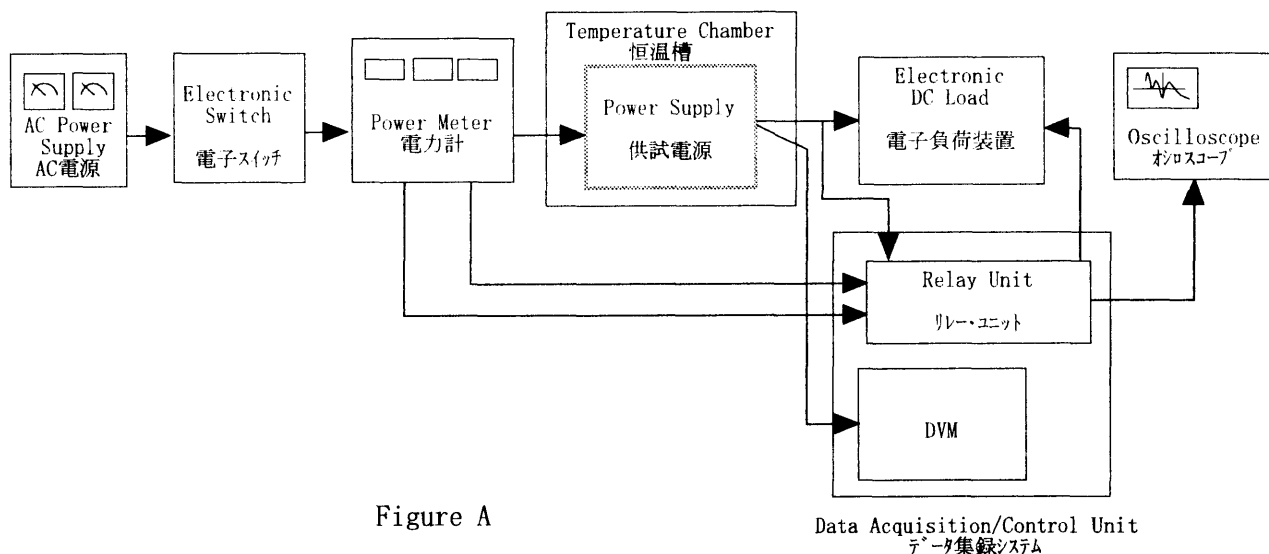 AC Power
Supply
AC電源
Electronic
Switch
電子スイッチ
Power Meter
電力計
Temperature Chamber
恒温槽
Power Supply
供試電源
Electronic
DC Load
電子負荷装置
Oscilloscope
オシロスコープ
Relay Unit
リレー・ユニット
DVM
Figure A
Data Acquisition/Control Unit
データ集録システム